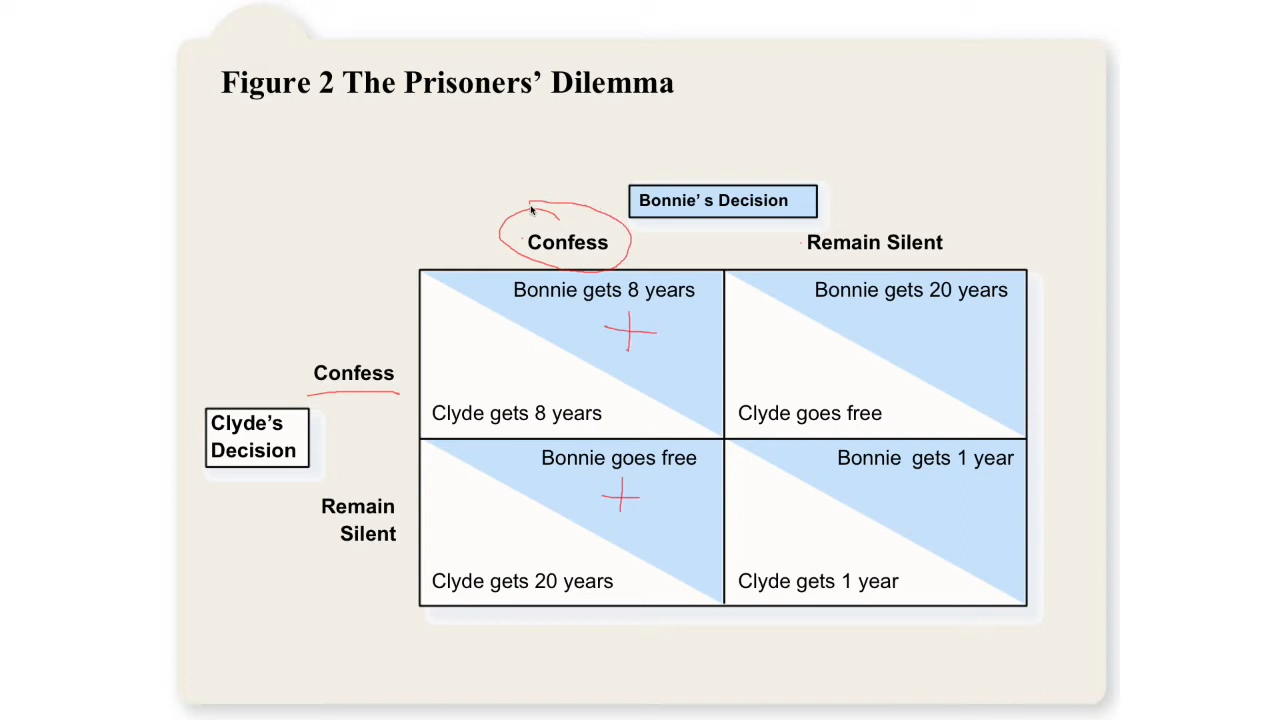 Figure 2 The Prisoners’ Dilemma
Bonnie’ s Decision
Confess
Remain Silent
Bonnie gets 8 years
Bonnie gets 20 years
Confess
Clyde gets 8 years
Clyde goes free
Clyde’s
Decision
Bonnie goes free
Bonnie gets 1 year
Remain
Silent
Clyde gets 20 years
Clyde gets 1 year